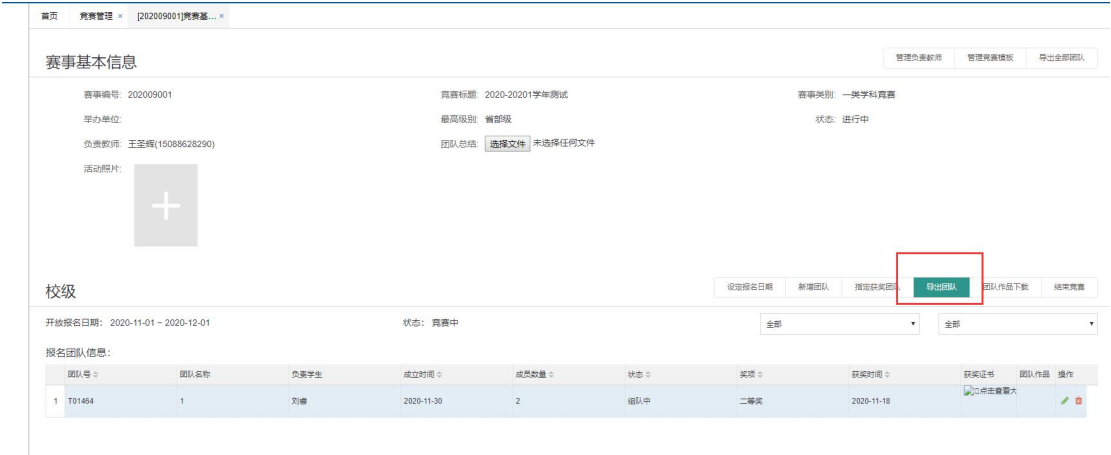 首页 竞赛管理 × [202009001]竞赛基... ×
赛事基本信息 管理负责教师 管理竞赛模板 导出全部团队
赛事编号: 202009001 竞赛标题: 2020-20201学年测试 赛事类别: 一类学科竞赛
举办单位: 最高级别: 省部级 状态: 进行中
负责教师: 王圣辉(15088628290) 团队总结: 选择文件 未选择任何文件
活动照片:
校级 设定报名日期 新增团队 指定获奖团队 导出团队 团队作品下载 结束竞赛
开放报名日期: 2020-11-01 ~ 2020-12-01 状态: 竞赛中 全部 全部
报名团队信息:
团队号 团队名称 负责学生 成立时间 成员数量 状态 奖项 获奖时间 获奖证书 团队作品 操作
1 T01464 1 刘睿 2020-11-30 2 组队中 二等奖 2020-11-18 点击查看大